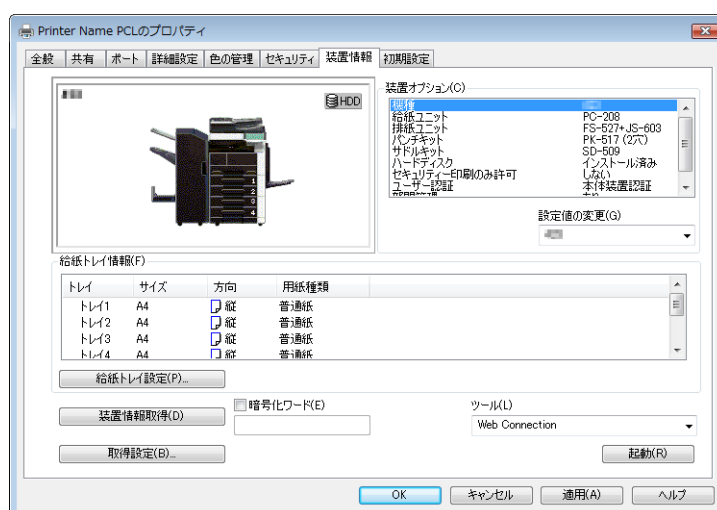 Printer Name PCLのプロパティ
全般 共有 ポート 詳細設定 色の管理 セキュリティ 装置情報 初期設定
HDD
装置オプション(O)
機種
給紙ユニット PC-208
排紙ユニット FS-527+JS-603
パンチキット PK-517 (2穴)
サドルキット SD-509
ハードディスク インストール済み
セキュリティー印刷のみ許可 しない
ユーザー認証 本体装置認証
設定値の変更(G)
給紙トレイ情報(F)
トレイ サイズ 方向 用紙種類
トレイ1 A4 縦 普通紙
トレイ2 A4 縦 普通紙
トレイ3 A4 縦 普通紙
トレイ4 A4 縦 普通紙
給紙トレイ設定(P)...
装置情報取得(D)
暗号化ワード(E)
ツール(L)
Web Connection
取得設定(B)...
起動(R)
OK キャンセル 適用(A) ヘルプ
1
2
3
4